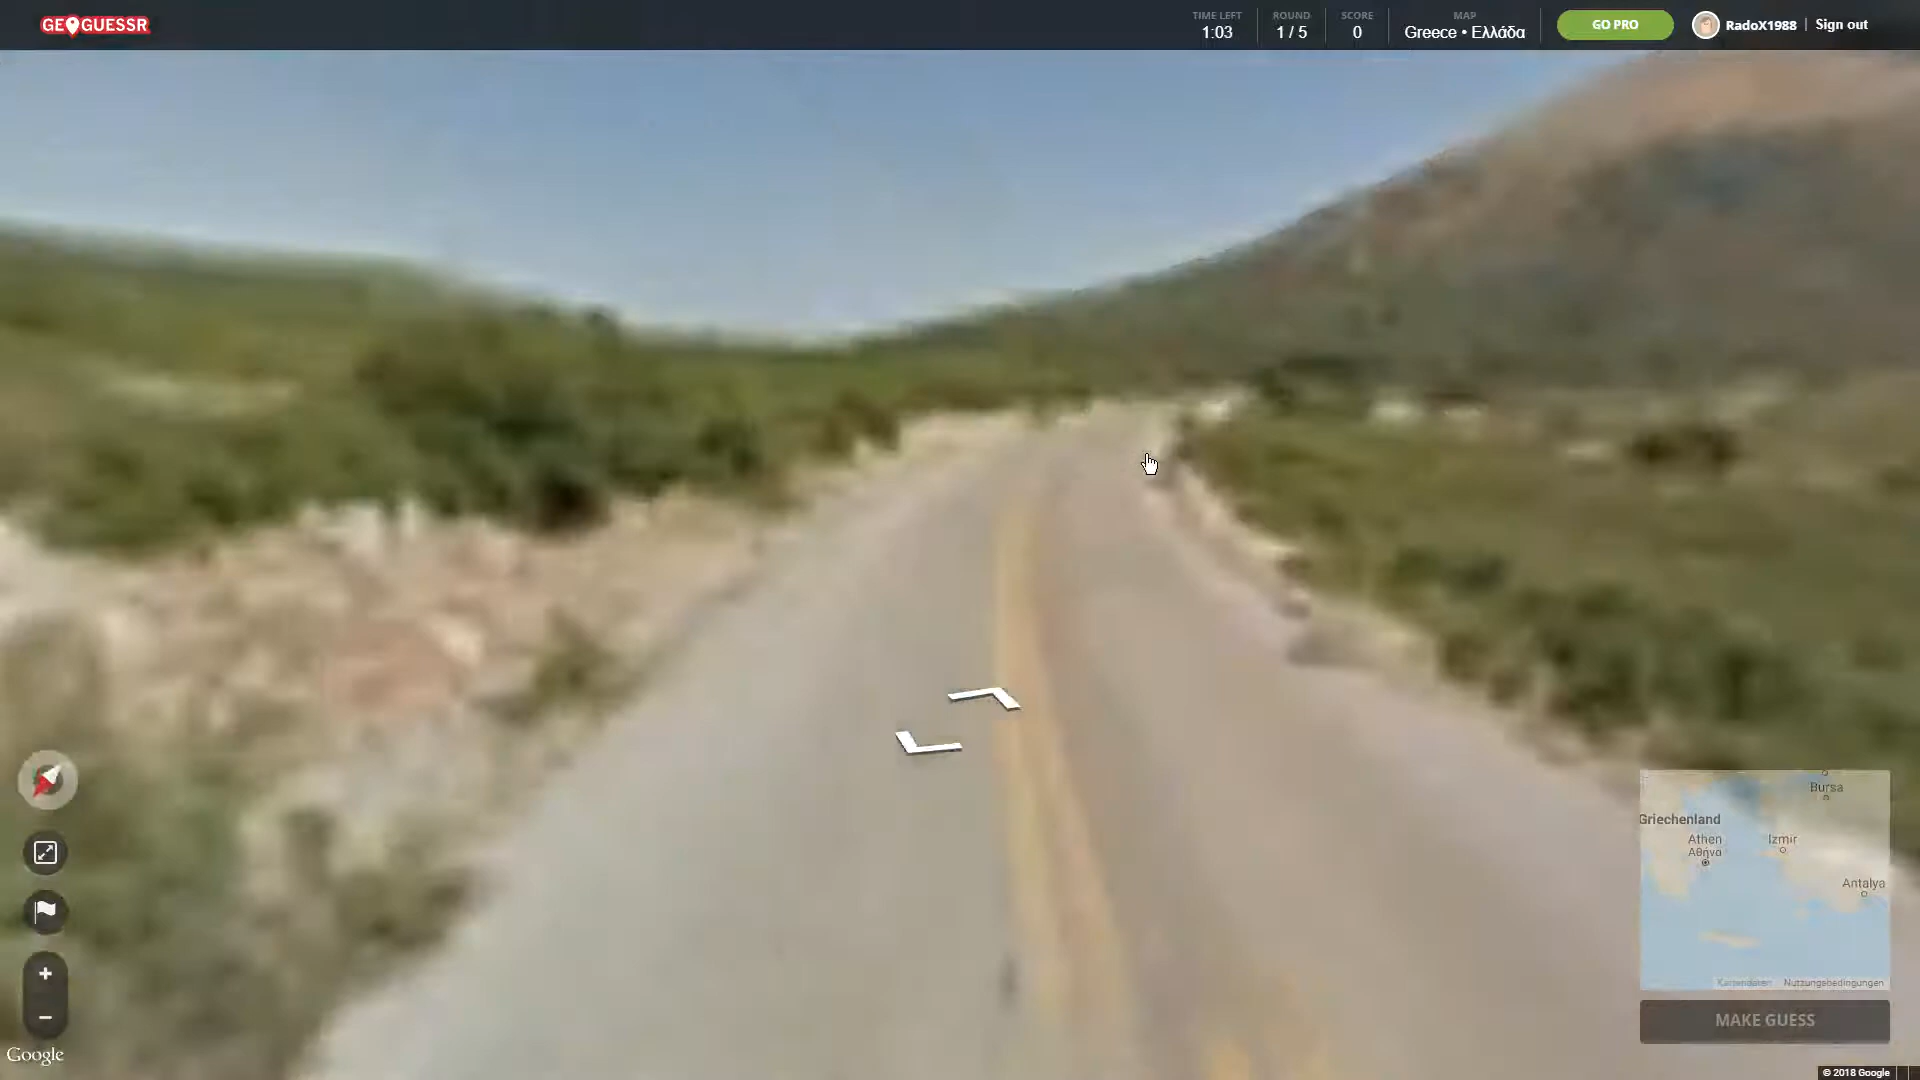 GEOGUESSR
TIME LEFT
1:03
ROUND
1 / 5
SCORE
0
MAP
Greece • Ελλάδα
GO PRO
RadoX1988
Sign out
Bursa
Griechenland
Athen
Αθήνα
Izmir
Antalya
Kartendaten
Nutzungsbedingungen
MAKE GUESS
+
−
Google
© 2018 Google